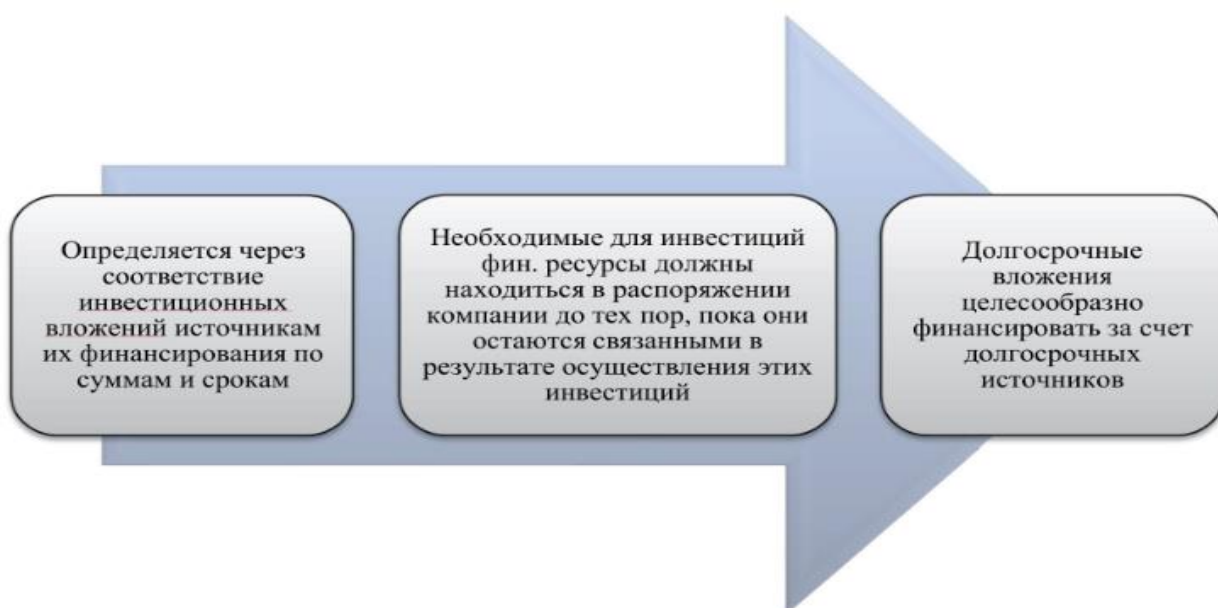 Определяется через
соответствие
инвестиционных
вложений источникам
их финансирования по
суммам и срокам
Необходимые для инвестиций
фин. ресурсы должны
находиться в распоряжении
компании до тех пор, пока они
остаются связанными в
результате осуществления этих
инвестиций
Долгосрочные
вложения
целесообразно
финансировать за счет
долгосрочных
источников